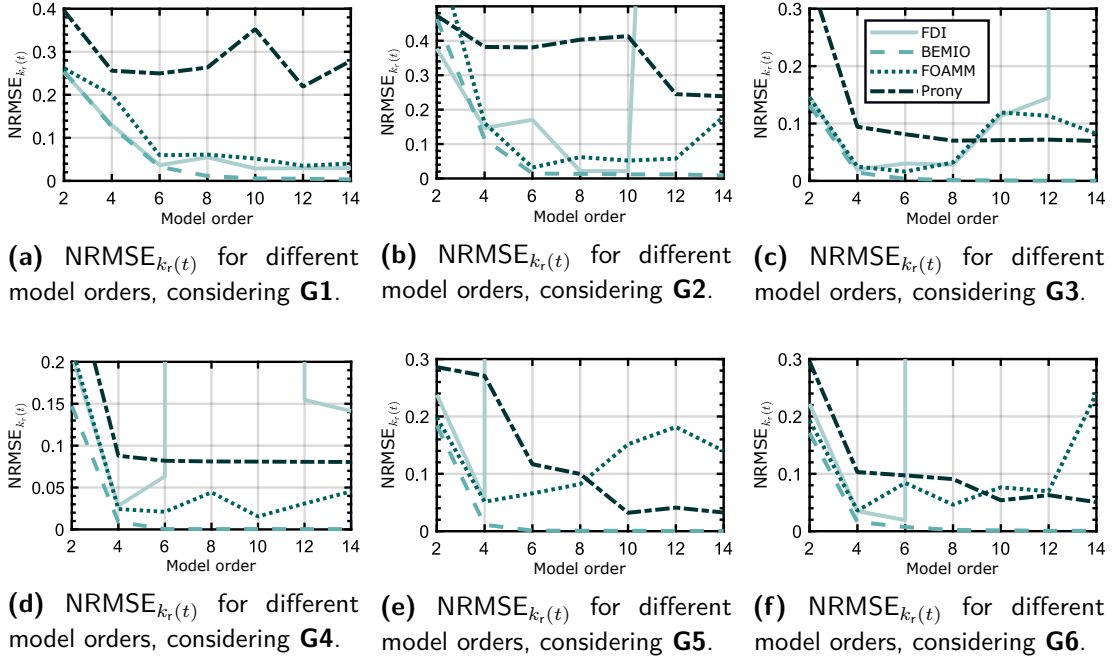 0.4
0.3
0.2
0.1
0
NRMSE_{k_r(t)}
2 4 6 8 10 12 14
Model order
(a) NRMSE_{k_r(t)} for different
model orders, considering G1.
0.4
0.3
0.2
0.1
0
NRMSE_{k_r(t)}
2 4 6 8 10 12 14
Model order
(b) NRMSE_{k_r(t)} for different
model orders, considering G2.
0.3
0.2
0.1
0
NRMSE_{k_r(t)}
FDI
BEMIO
FOAMM
Prony
2 4 6 8 10 12 14
Model order
(c) NRMSE_{k_r(t)} for different
model orders, considering G3.
0.2
0.15
0.1
0.05
0
NRMSE_{k_r(t)}
2 4 6 8 10 12 14
Model order
(d) NRMSE_{k_r(t)} for different
model orders, considering G4.
0.3
0.2
0.1
0
NRMSE_{k_r(t)}
2 4 6 8 10 12 14
Model order
(e) NRMSE_{k_r(t)} for different
model orders, considering G5.
0.3
0.2
0.1
0
NRMSE_{k_r(t)}
2 4 6 8 10 12 14
Model order
(f) NRMSE_{k_r(t)} for different
model orders, considering G6.